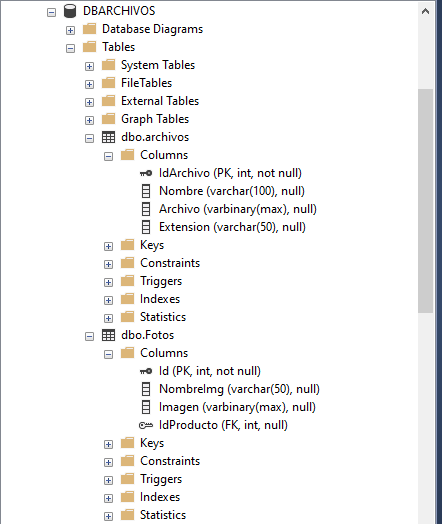 DBARCHIVOS
Database Diagrams
Tables
System Tables
FileTables
External Tables
Graph Tables
dbo.archivos
Columns
IdArchivo (PK, int, not null)
Nombre (varchar(100), null)
Archivo (varbinary(max), null)
Extension (varchar(50), null)
Keys
Constraints
Triggers
Indexes
Statistics
dbo.Fotos
Columns
Id (PK, int, not null)
NombreImg (varchar(50), null)
Imagen (varbinary(max), null)
IdProducto (FK, int, null)
Keys
Constraints
Triggers
Indexes
Statistics